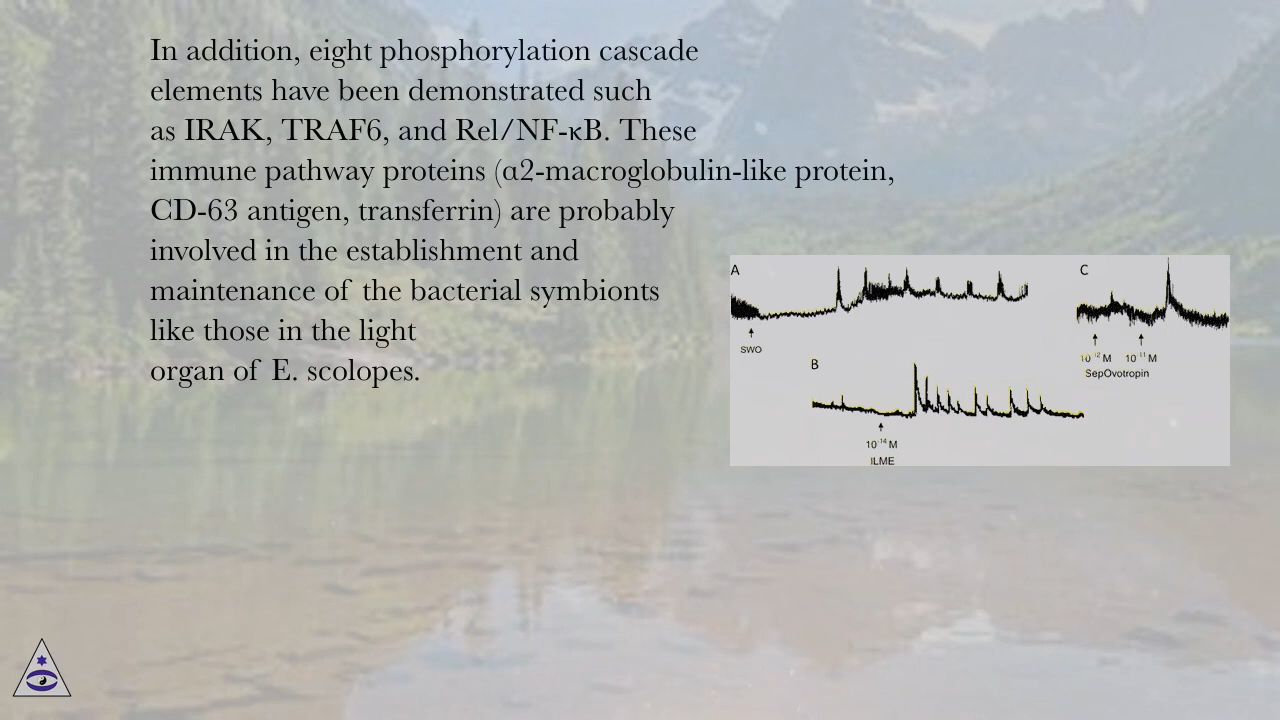 In addition, eight phosphorylation cascade
elements have been demonstrated such
as IRAK, TRAF6, and Rel/NF-κB. These
immune pathway proteins (α2-macroglobulin-like protein,
CD-63 antigen, transferrin) are probably
involved in the establishment and
maintenance of the bacterial symbionts
like those in the light
organ of E. scolopes.
A
SWO
B
10⁻¹⁴ M
ILME
C
10⁻¹² M 10⁻¹¹ M
SepOvotropin